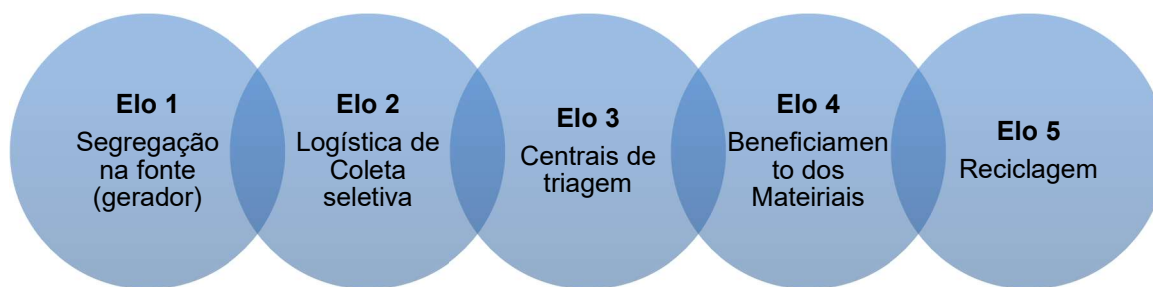 Elo 1
Segregação
na fonte
(gerador)
Elo 2
Logística de
Coleta
seletiva
Elo 3
Centrais de
triagem
Elo 4
Beneficiamen
to dos
Mateiriais
Elo 5
Reciclagem